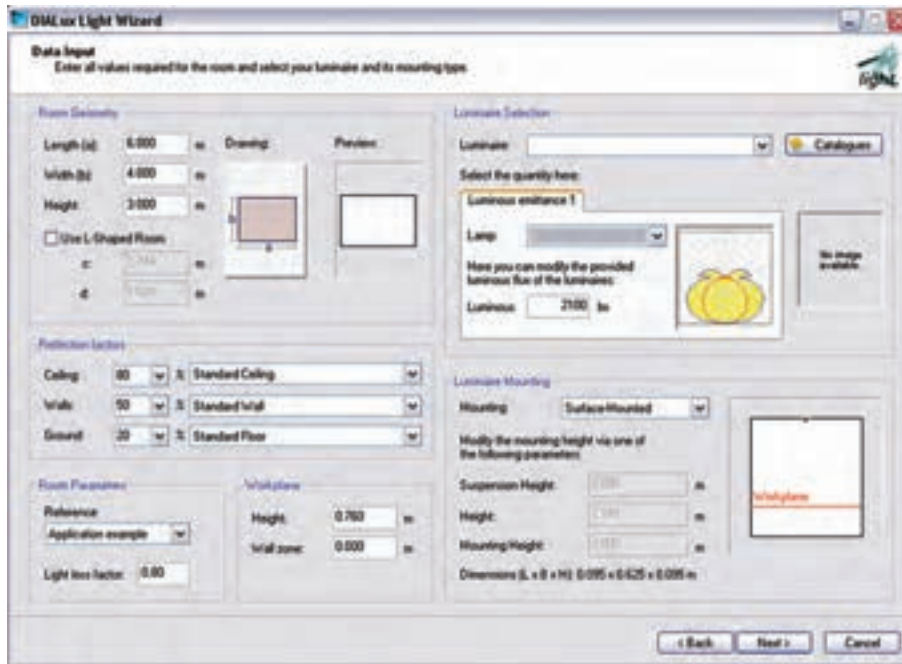 DIALux Light Wizard
Data Input
Enter all values required for the room and select your luminaire and its mounting type.
light
Room Geometry
Length (a): 6.000 m
Width (b): 4.000 m
Height: 3.000 m
Use L-Shaped Room
c: m
d: m
Drawing:
b
a
Preview:
Reflection factors
Ceiling: 80 % Standard Ceiling
Walls: 50 % Standard Wall
Ground: 20 % Standard Floor
Room Parameters
Reference
Application example
Light loss factor: 0.80
Workplane
Height: 0.760 m
Wall zone: 0.000 m
Luminaire Selection
Luminaire: Catalogues
Select the quantity here:
Luminous emittance 1
Lamp:
Here you can modify the provided
luminous flux of the luminaires:
Luminous 2100 lm
No image
available.
Luminaire Mounting
Mounting: Surface-Mounted
Modify the mounting height via one of
the following parameters:
Suspension Height: m
Height: m
Mounting Height: m
Dimensions (L x B x H): 0.095 x 0.625 x 0.095 m
Workplane
< Back
Next >
Cancel